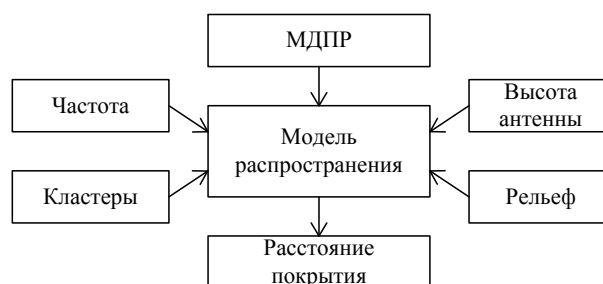 МДПР
Частота
Высота
антенны
Модель
распространения
Кластеры
Рельеф
Расстояние
покрытия